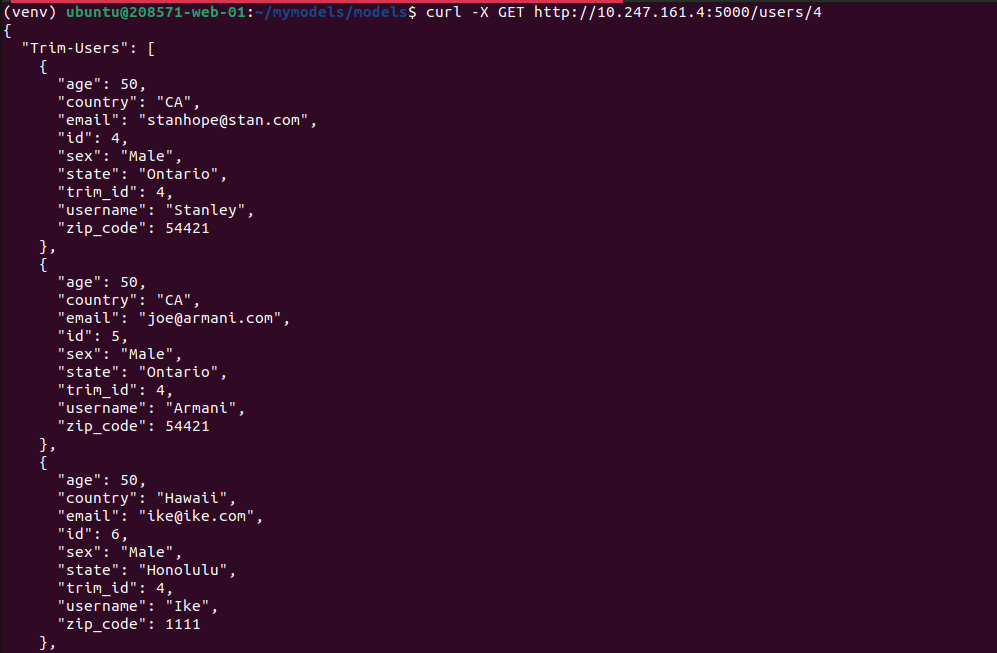 (venv) ubuntu@208571-web-01:~/mymodels/models$ curl -X GET http://10.247.161.4:5000/users/4
{
  "Trim-Users": [
    {
      "age": 50,
      "country": "CA",
      "email": "stanhope@stan.com",
      "id": 4,
      "sex": "Male",
      "state": "Ontario",
      "trim_id": 4,
      "username": "Stanley",
      "zip_code": 54421
    },
    {
      "age": 50,
      "country": "CA",
      "email": "joe@armani.com",
      "id": 5,
      "sex": "Male",
      "state": "Ontario",
      "trim_id": 4,
      "username": "Armani",
      "zip_code": 54421
    },
    {
      "age": 50,
      "country": "Hawaii",
      "email": "ike@ike.com",
      "id": 6,
      "sex": "Male",
      "state": "Honolulu",
      "trim_id": 4,
      "username": "Ike",
      "zip_code": 1111
    },